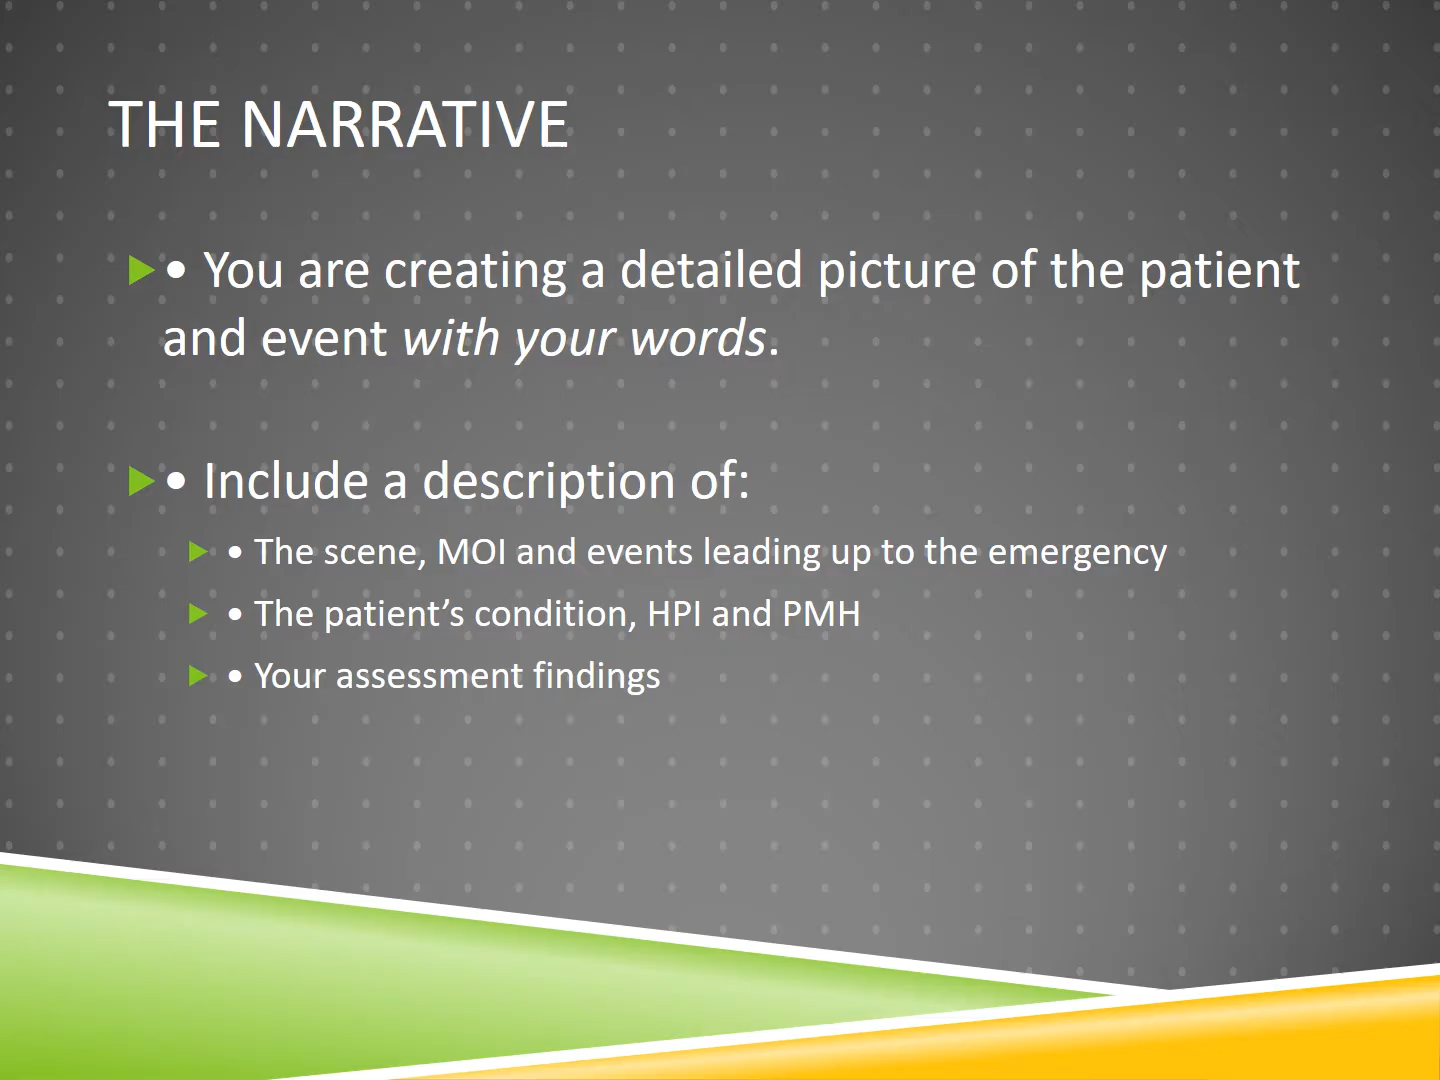 THE NARRATIVE
• You are creating a detailed picture of the patient
and event with your words.
• Include a description of:
• The scene, MOI and events leading up to the emergency
• The patient’s condition, HPI and PMH
• Your assessment findings